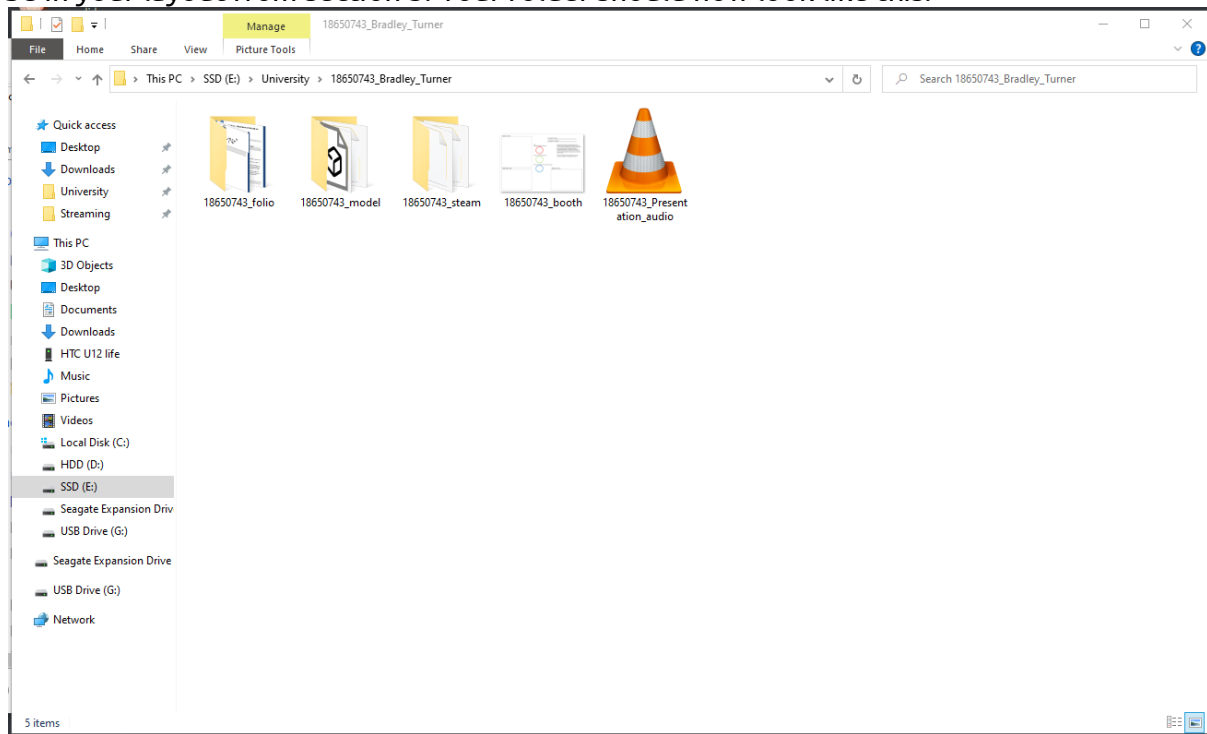 Manage 18650743_Bradley_Turner
File Home Share View Picture Tools
This PC > SSD (E:) > University > 18650743_Bradley_Turner
Search 18650743_Bradley_Turner
Quick access
Desktop
Downloads
University
Streaming
This PC
3D Objects
Desktop
Documents
Downloads
HTC U12 life
Music
Pictures
Videos
Local Disk (C:)
HDD (D:)
SSD (E:)
Seagate Expansion Driv
USB Drive (G:)
Seagate Expansion Drive
USB Drive (G:)
Network
18650743_folio
18650743_model
18650743_steam
18650743_booth
18650743_Present
ation_audio
5 items